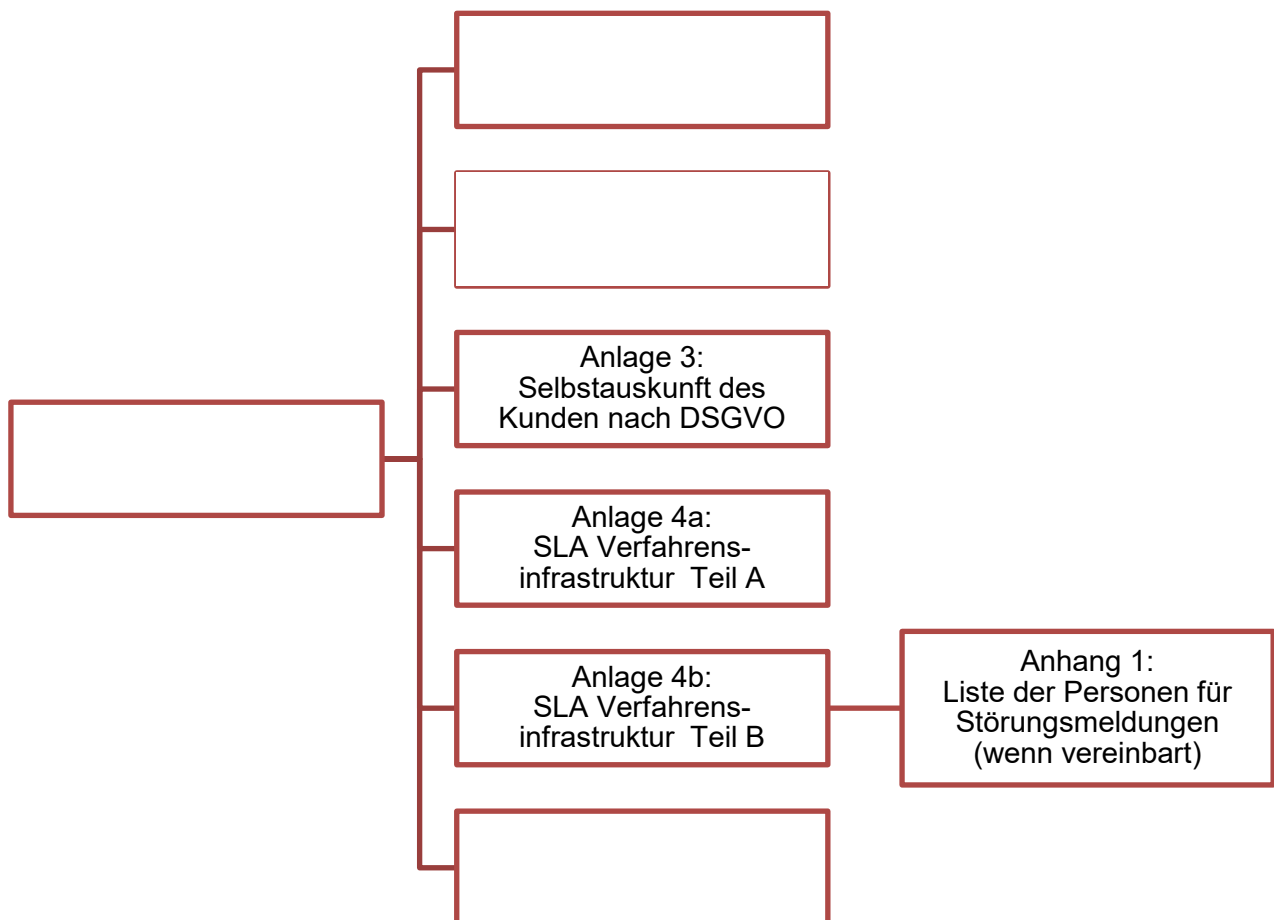 Anlage 3:
Selbstauskunft des
Kunden nach DSGVO
Anlage 4a:
SLA Verfahrens-
infrastruktur  Teil A
Anlage 4b:
SLA Verfahrens-
infrastruktur  Teil B
Anhang 1:
Liste der Personen für
Störungsmeldungen
(wenn vereinbart)